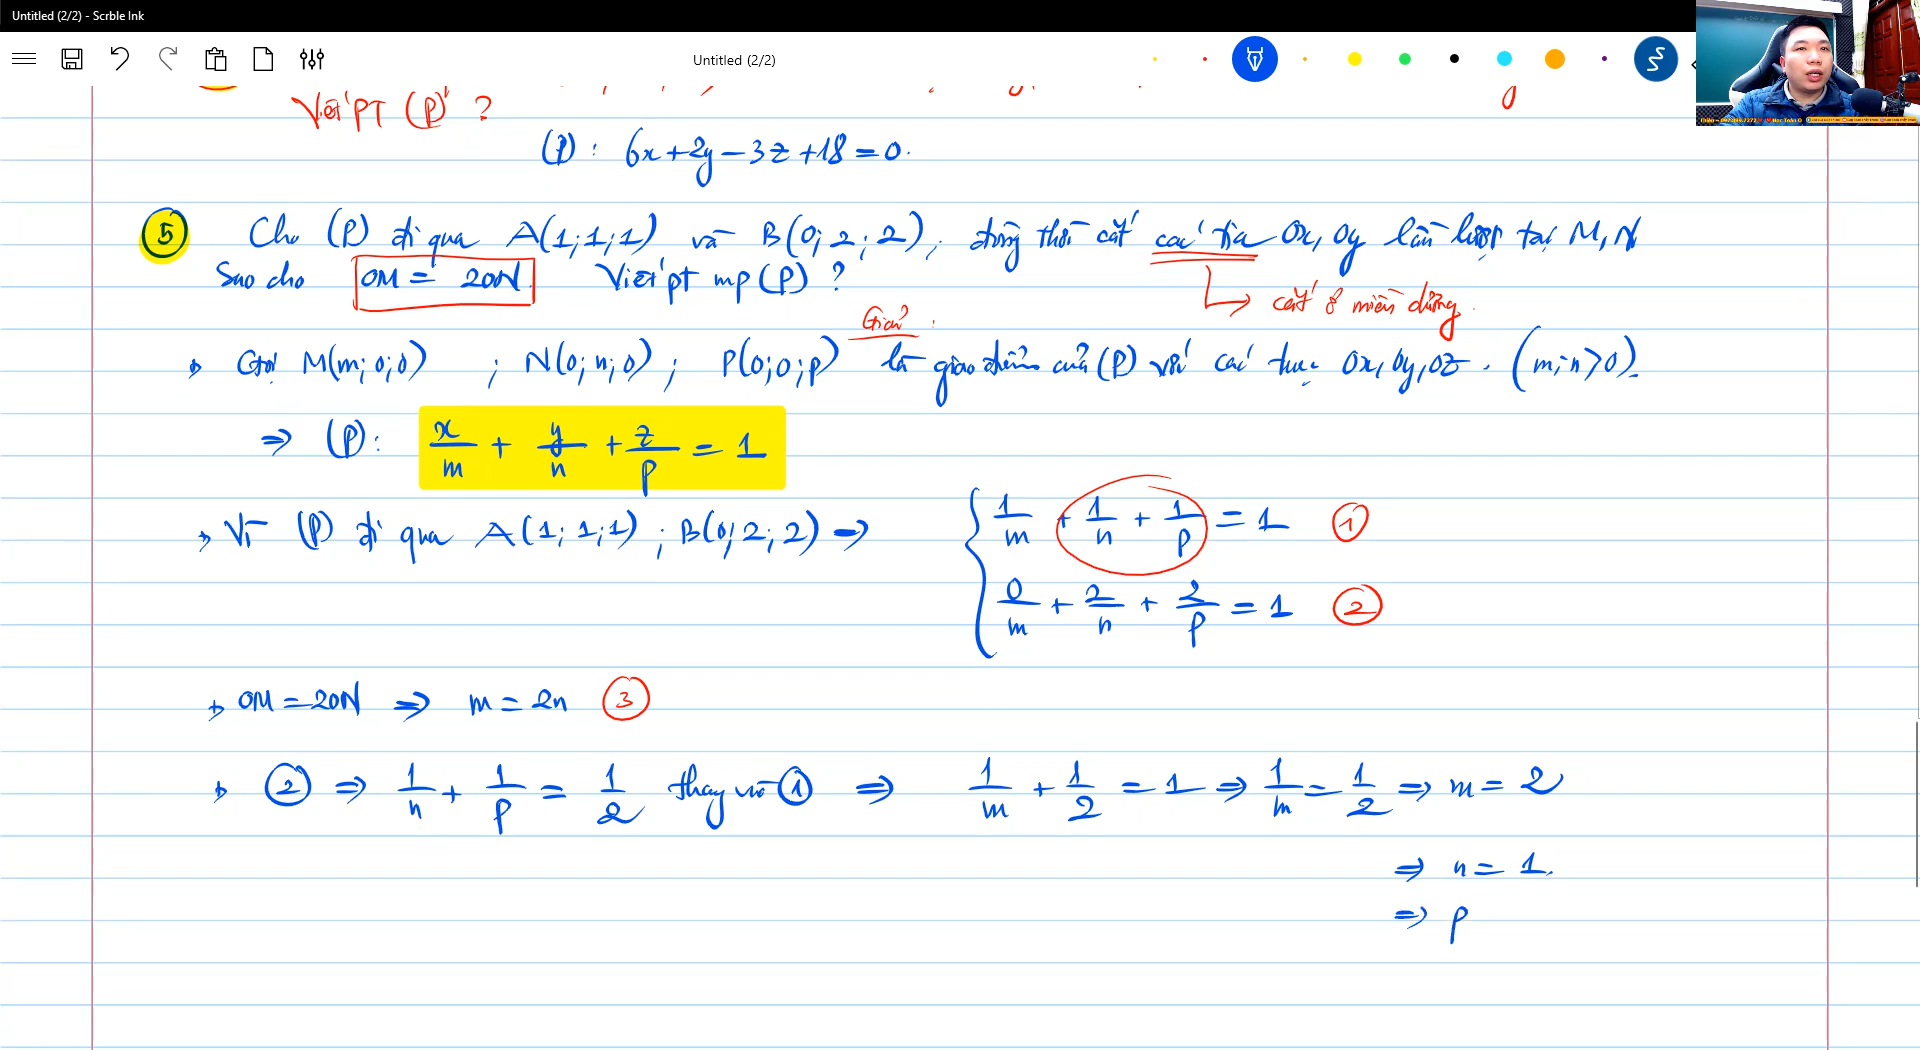 Untitled (2/2) - Scrble Ink
Untitled (2/2)
Viết PT (P) ?
(P) : 6x + 2y - 3z + 18 = 0.
5 Cho (P) đi qua A(1;1;1) và B(0;2;2), đồng thời cắt các tia Ox, Oy lần lượt tại M, N
Sao cho OM = 2ON. Viết pt mp (P) ?
cắt ở miền dương.
Giải :
Gọi M(m;0;0) ; N(0;n;0) ; P(0;0;p) là giao điểm của (P) với các trục Ox, Oy, Oz. (m;n>0).
⇒ (P): x/m + y/n + z/p = 1
Vì (P) đi qua A(1;1;1) ; B(0;2;2) ⇒ { 1/m + 1/n + 1/p = 1 ①
0/m + 2/n + 2/p = 1 ②
OM = 2ON ⇒ m = 2n ③
② ⇒ 1/n + 1/p = 1/2 thay vào ① ⇒ 1/m + 1/2 = 1 ⇒ 1/m = 1/2 ⇒ m = 2
⇒ n = 1.
⇒ p